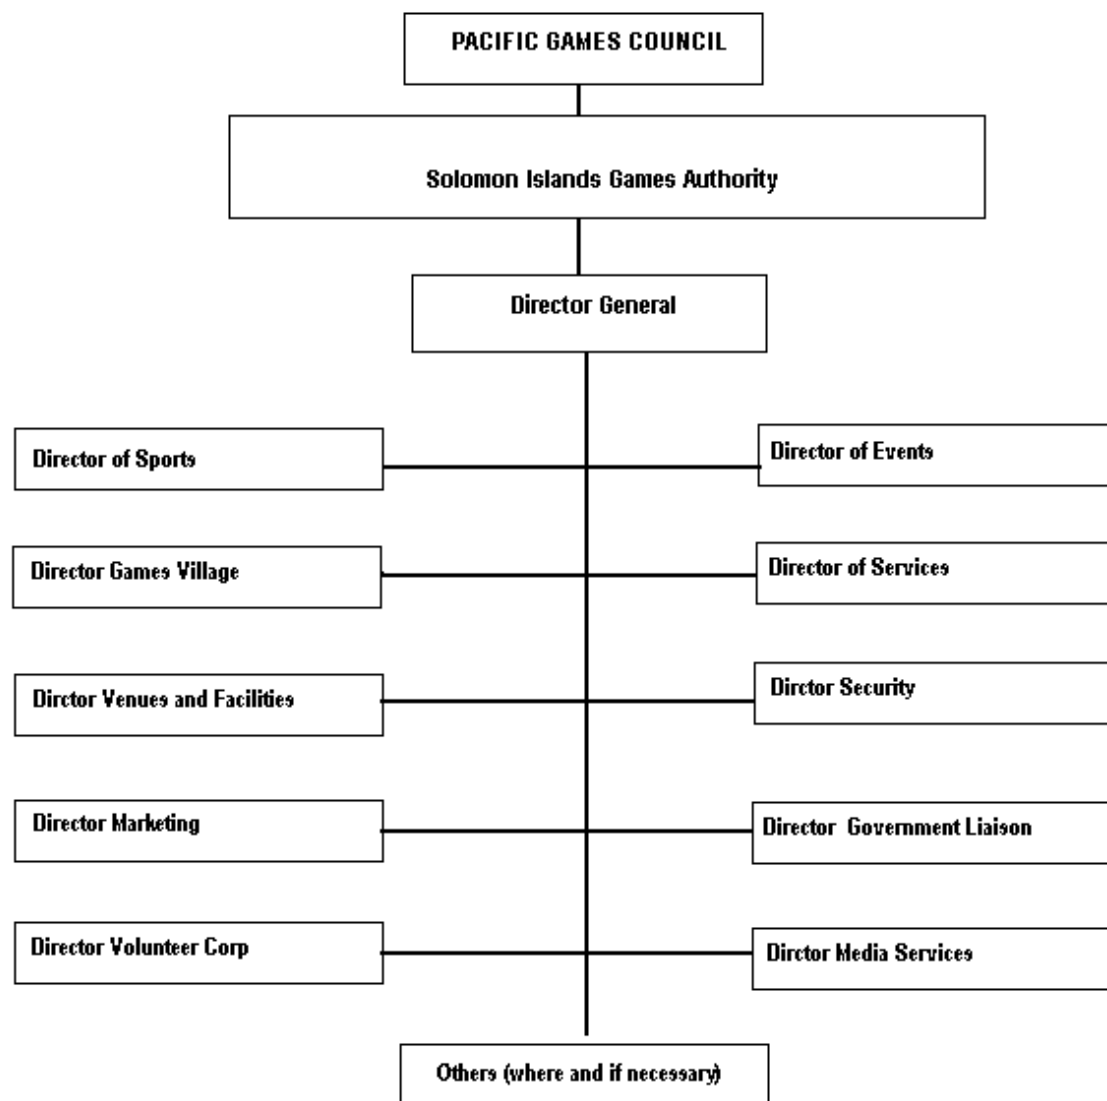 PACIFIC GAMES COUNCIL
Solomon Islands Games Authority
Director General
Director of Sports
Director of Events
Director Games Village
Director of Services
Dirctor Venues and Facilities
Dirctor Security
Director Marketing
Director  Government Liaison
Director Volunteer Corp
Dirctor Media Services
Others (where and if necessary)